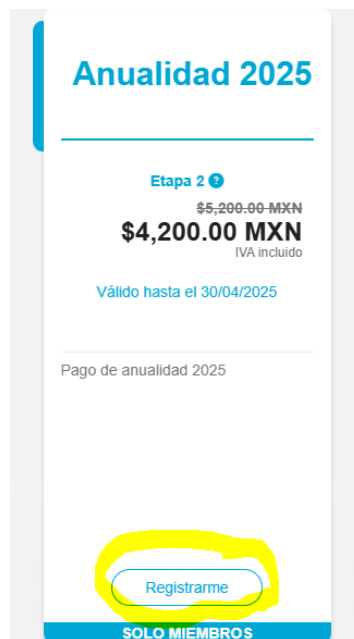 Anualidad 2025
Etapa 2 ?
$5,200.00 MXN
$4,200.00 MXN
IVA incluido
Válido hasta el 30/04/2025
Pago de anualidad 2025
Registrarme
SOLO MIEMBROS